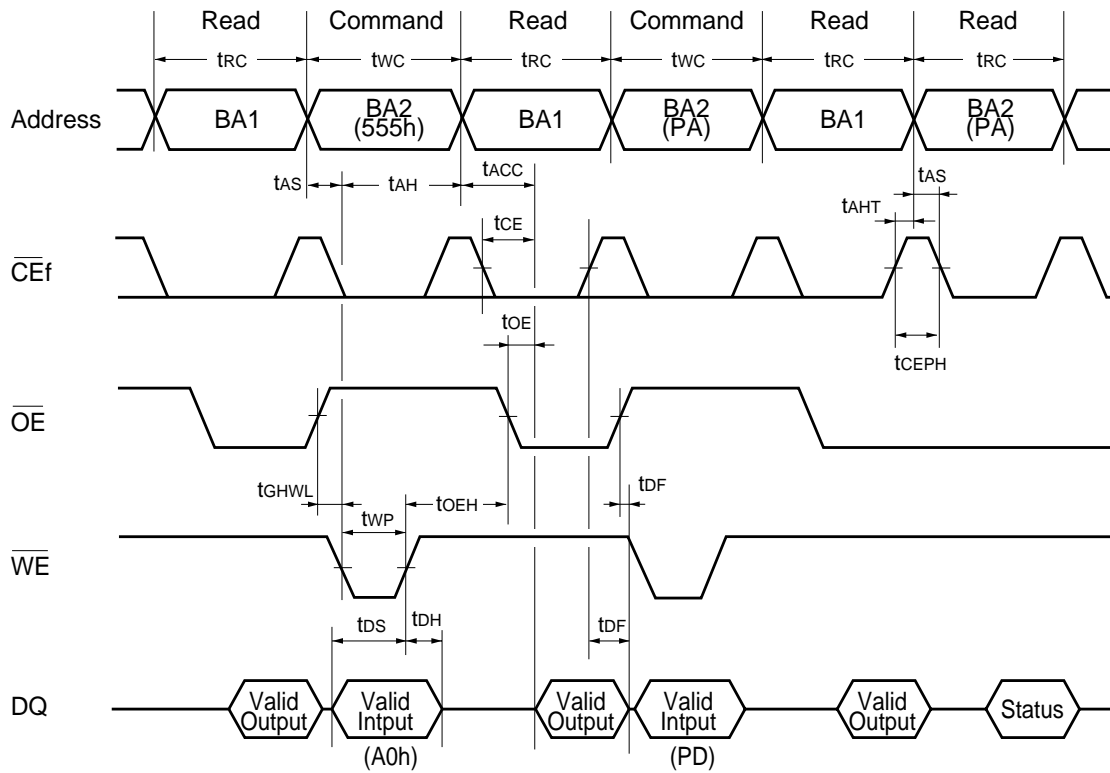 Read Command Read Command Read Read
tRC tWC tRC tWC tRC tRC
Address BA1 BA2 (555h) BA1 BA2 (PA) BA1 BA2 (PA)
tAS tAH tACC tAS
tAHT
tCE
CEf
tOE
tCEPH
OE
tGHWL tWP tOEH tDF
WE
tDS tDH tDF
DQ
Valid Output
Valid Intput
(A0h)
Valid Output
Valid Intput
(PD)
Valid Output
Status